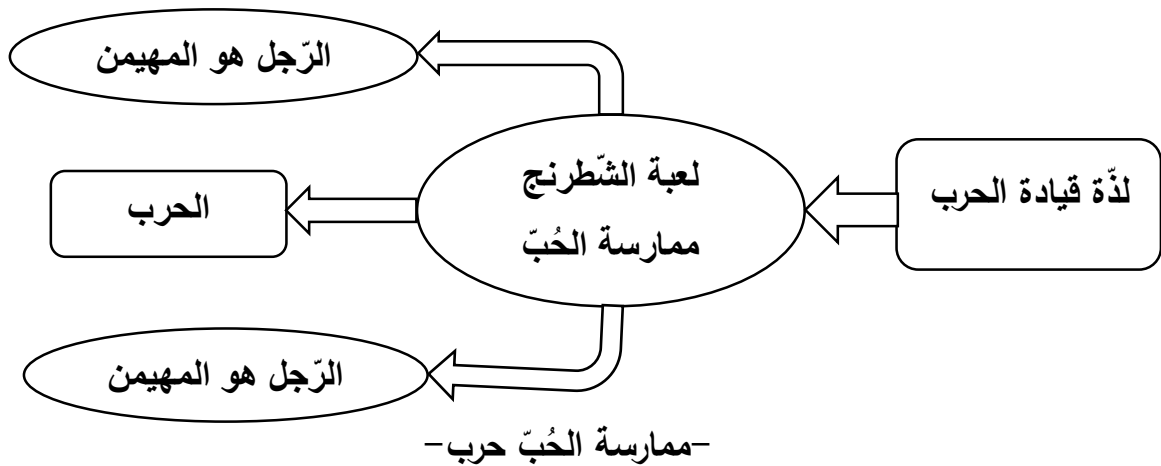 الرّجل هو المهيمن
لذّة قيادة الحرب
لعبة الشّطرنج
ممارسة الحُبّ
الحرب
الرّجل هو المهيمن
-ممارسة الحُبّ حرب-